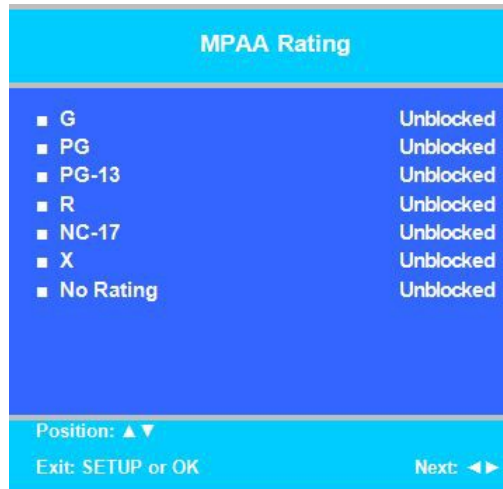 MPAA Rating
■ G Unblocked
■ PG Unblocked
■ PG-13 Unblocked
■ R Unblocked
■ NC-17 Unblocked
■ X Unblocked
■ No Rating Unblocked
Position: ▲▼
Exit: SETUP or OK Next: ◄►